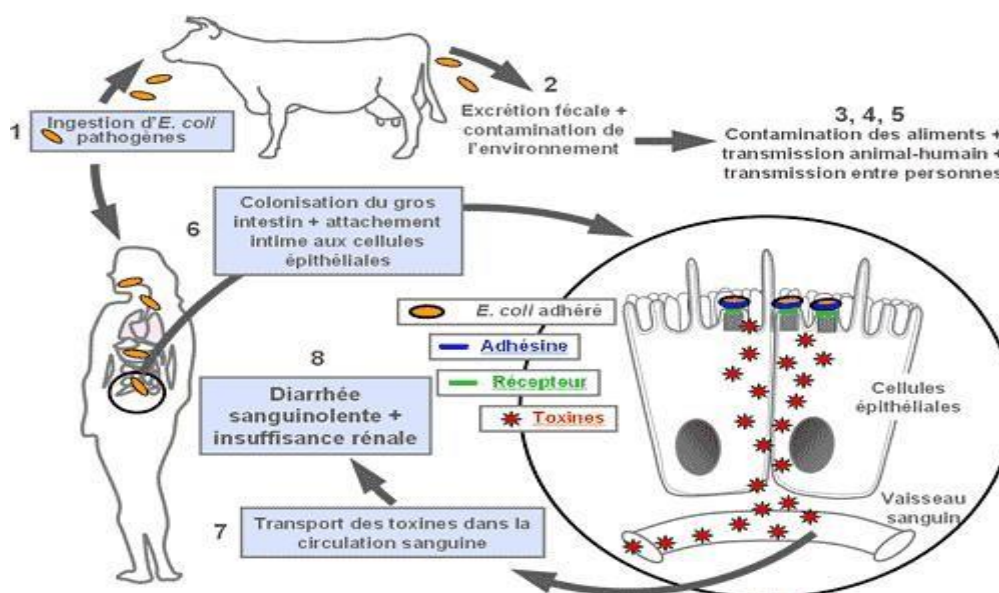 1
Ingestion d'E. coli
pathogènes
2
Excrétion fécale +
contamination de
l'environnement
3, 4, 5
Contamination des aliments +
transmission animal-humain +
transmission entre personnes
6
Colonisation du gros
intestin + attachement
intime aux cellules
épithéliales
E. coli adhéré
Adhésine
Récepteur
Toxines
Cellules
épithéliales
Vaisseau
sanguin
8
Diarrhée
sanguinolente +
insuffisance rénale
7
Transport des toxines dans la
circulation sanguine